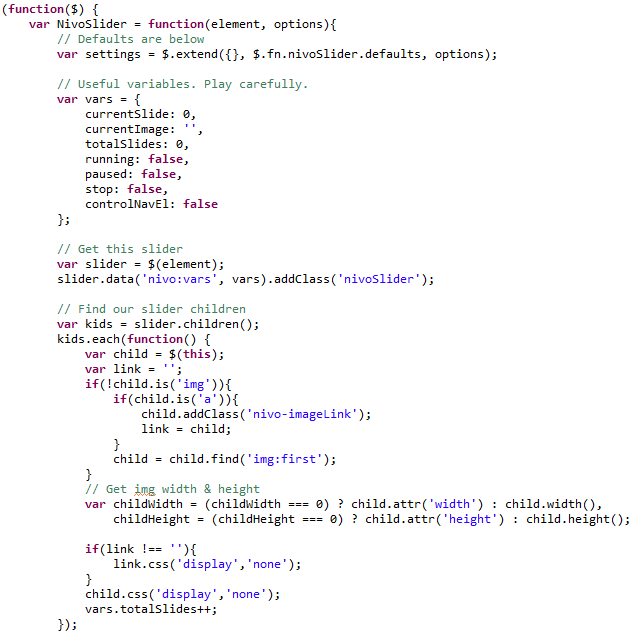 (function($) {
    var NivoSlider = function(element, options){
        // Defaults are below
        var settings = $.extend({}, $.fn.nivoSlider.defaults, options);

        // Useful variables. Play carefully.
        var vars = {
            currentSlide: 0,
            currentImage: '',
            totalSlides: 0,
            running: false,
            paused: false,
            stop: false,
            controlNavEl: false
        };

        // Get this slider
        var slider = $(element);
        slider.data('nivo:vars', vars).addClass('nivoSlider');

        // Find our slider children
        var kids = slider.children();
        kids.each(function() {
            var child = $(this);
            var link = '';
            if(!child.is('img')){
                if(child.is('a')){
                    child.addClass('nivo-imageLink');
                    link = child;
                }
                child = child.find('img:first');
            }
            // Get img width & height
            var childWidth = (childWidth === 0) ? child.attr('width') : child.width(),
                childHeight = (childHeight === 0) ? child.attr('height') : child.height();

            if(link !== ''){
                link.css('display','none');
            }
            child.css('display','none');
            vars.totalSlides++;
        });